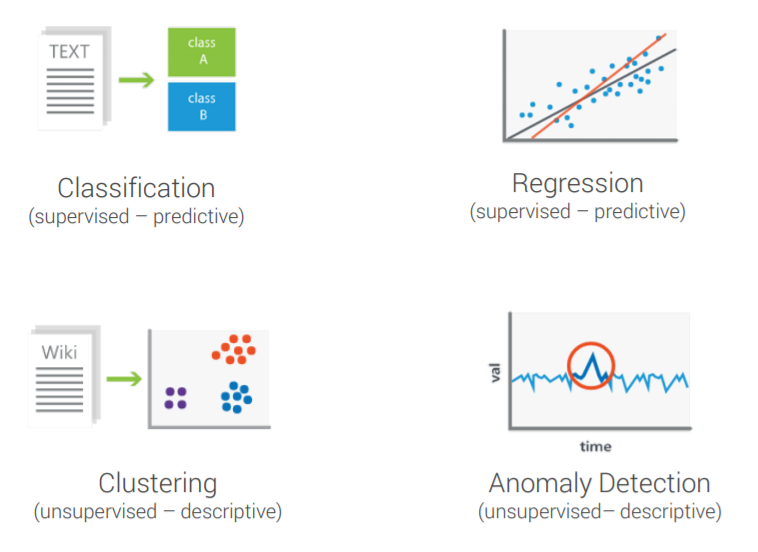 TEXT
class
A
class
B
Classification
(supervised – predictive)
Regression
(supervised – predictive)
Wiki
Clustering
(unsupervised – descriptive)
val
time
Anomaly Detection
(unsupervised– descriptive)